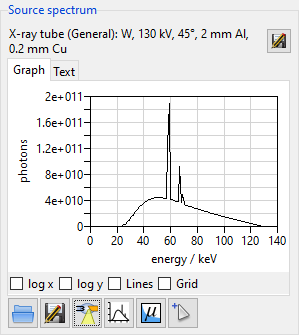 Source spectrum
X-ray tube (General): W, 130 kV, 45°, 2 mm Al,
0.2 mm Cu
Graph Text
2e+011
1.6e+011
1.2e+011
8e+010
4e+010
0
photons
0 20 40 60 80 100 120 140
energy / keV
log x log y Lines Grid
μ